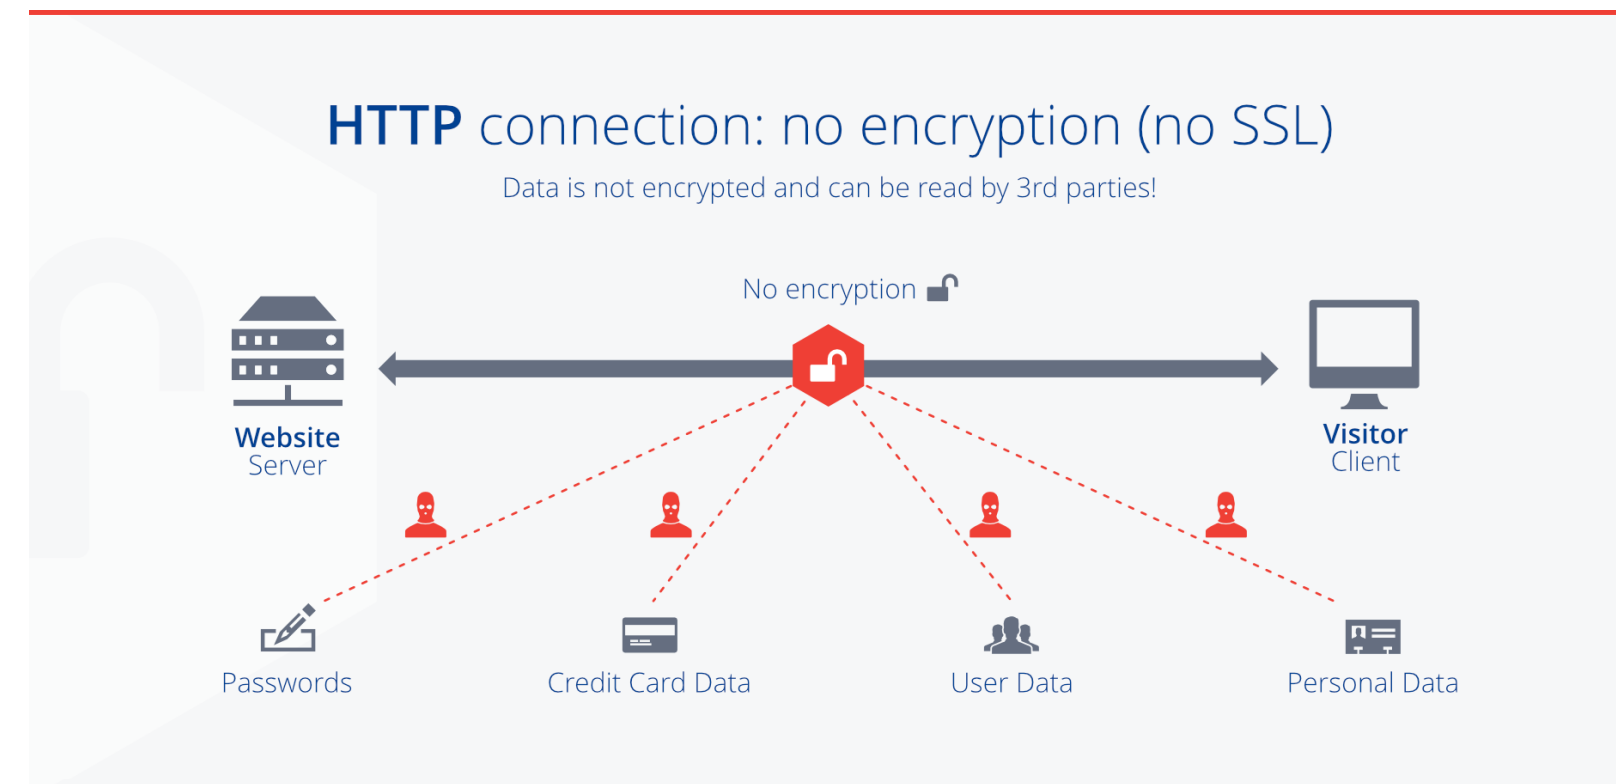 HTTP connection: no encryption (no SSL)
Data is not encrypted and can be read by 3rd parties!
No encryption
Website
Server
Visitor
Client
Passwords
Credit Card Data
User Data
Personal Data